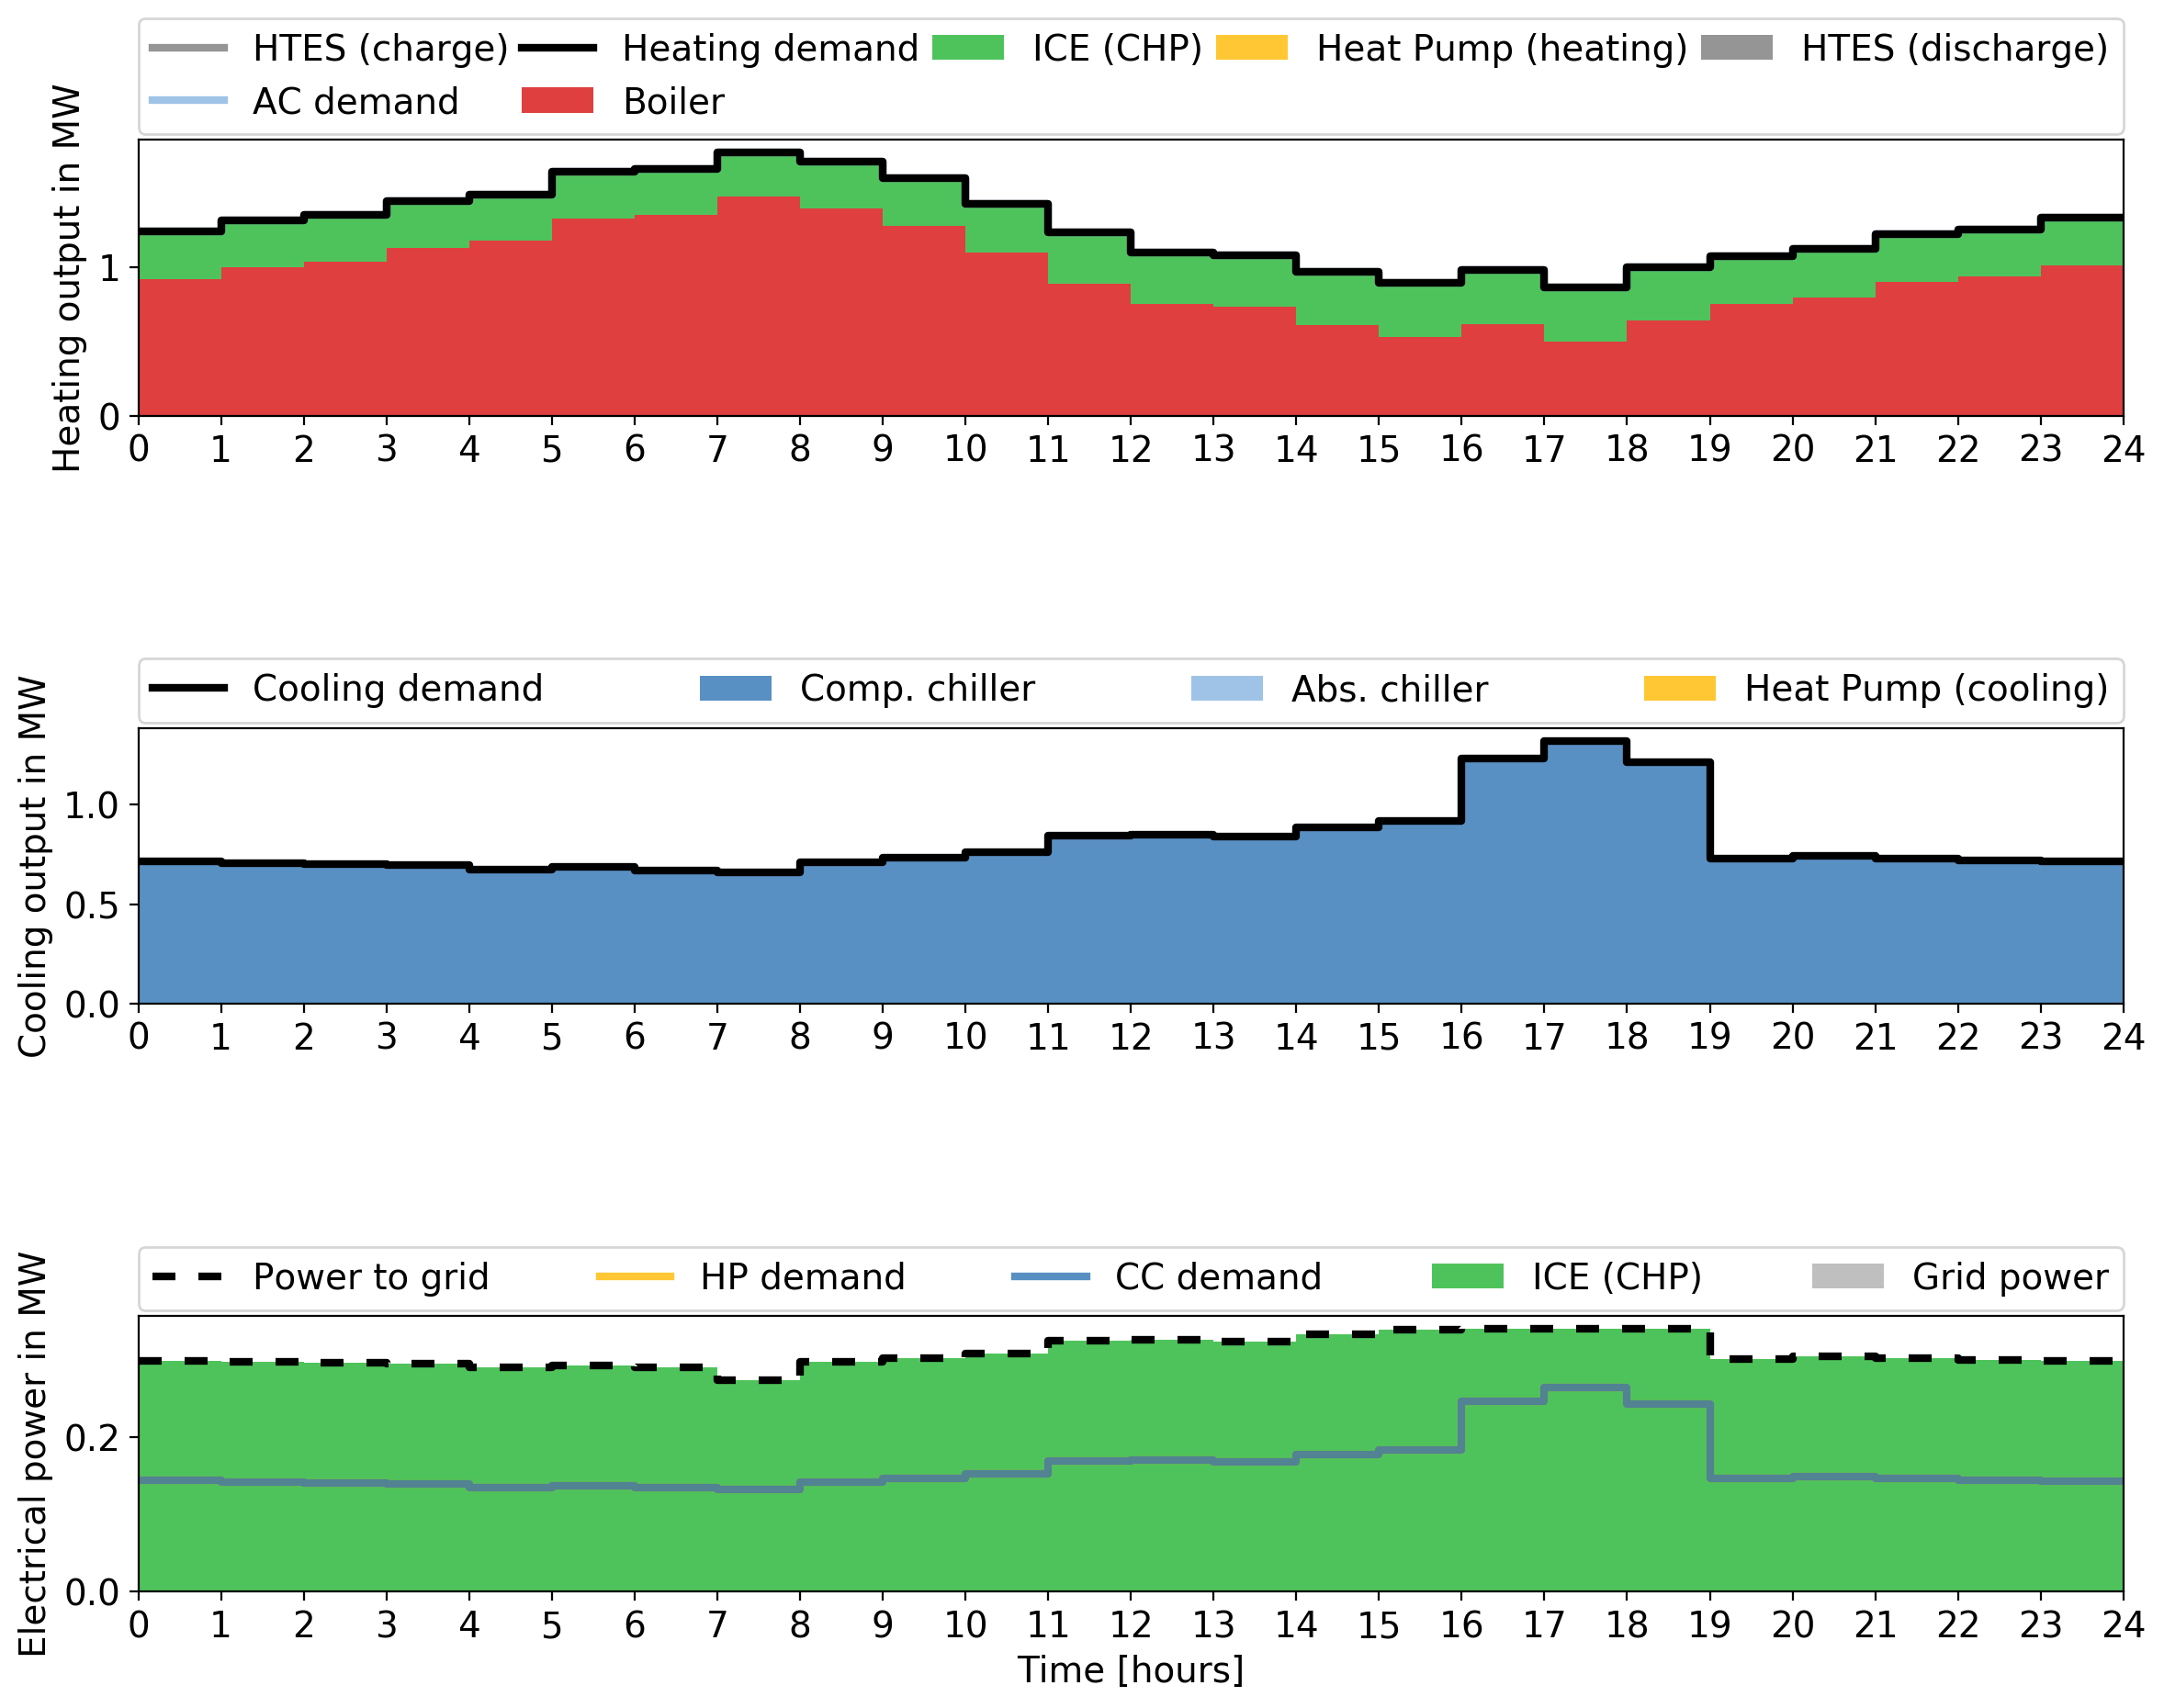 HTES (charge) Heating demand ICE (CHP) Heat Pump (heating) HTES (discharge)
AC demand Boiler
Heating output in MW
1
0
0 1 2 3 4 5 6 7 8 9 10 11 12 13 14 15 16 17 18 19 20 21 22 23 24
Cooling demand Comp. chiller Abs. chiller Heat Pump (cooling)
Cooling output in MW
1.0
0.5
0.0
0 1 2 3 4 5 6 7 8 9 10 11 12 13 14 15 16 17 18 19 20 21 22 23 24
Power to grid HP demand CC demand ICE (CHP) Grid power
Electrical power in MW
0.2
0.0
0 1 2 3 4 5 6 7 8 9 10 11 12 13 14 15 16 17 18 19 20 21 22 23 24
Time [hours]